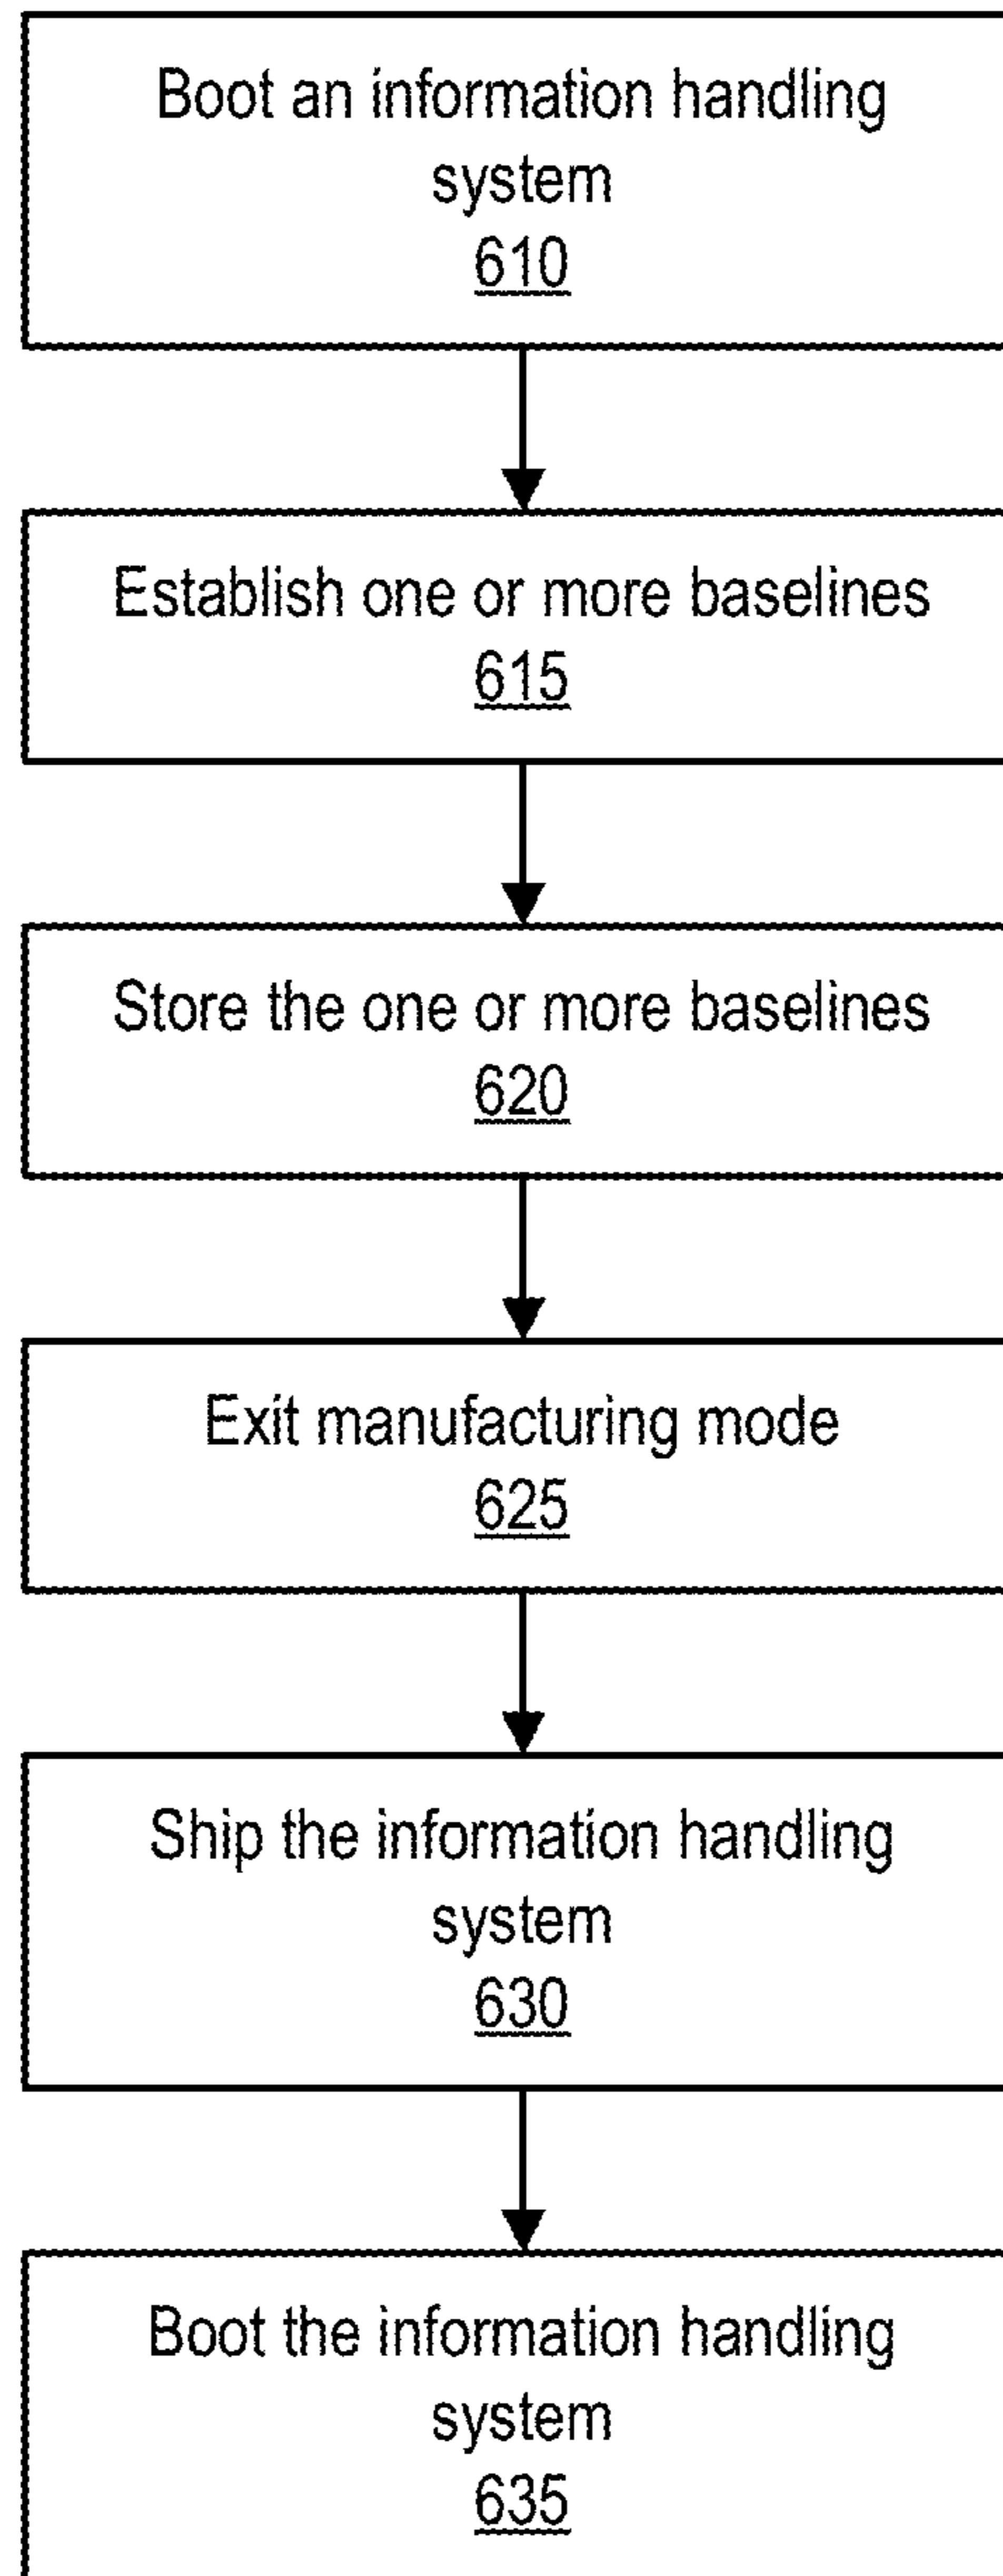 Boot an information handling
system
610
Establish one or more baselines
615
Store the one or more baselines
620
Exit manufacturing mode
625
Ship the information handling
system
630
Boot the information handling
system
635